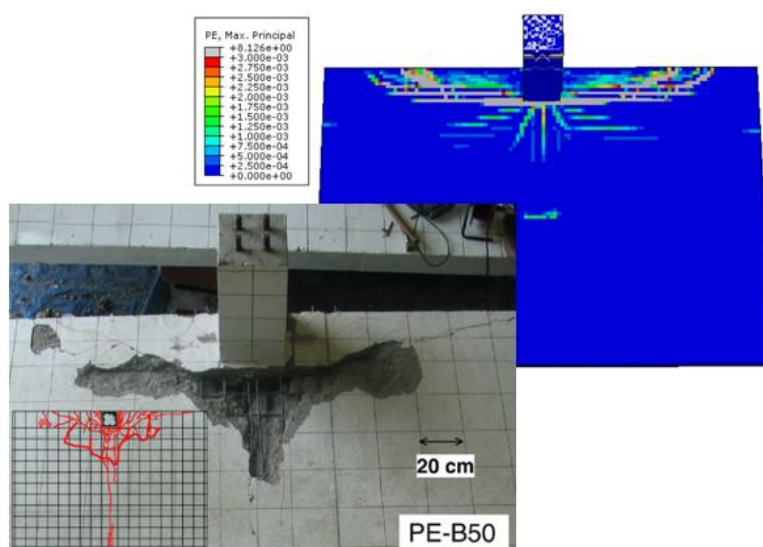 PE, Max. Principal
+8.126e+00
+3.000e-03
+2.750e-03
+2.500e-03
+2.250e-03
+2.000e-03
+1.750e-03
+1.500e-03
+1.250e-03
+1.000e-03
+7.500e-04
+5.000e-04
+2.500e-04
+0.000e+00
20 cm
PE-B50